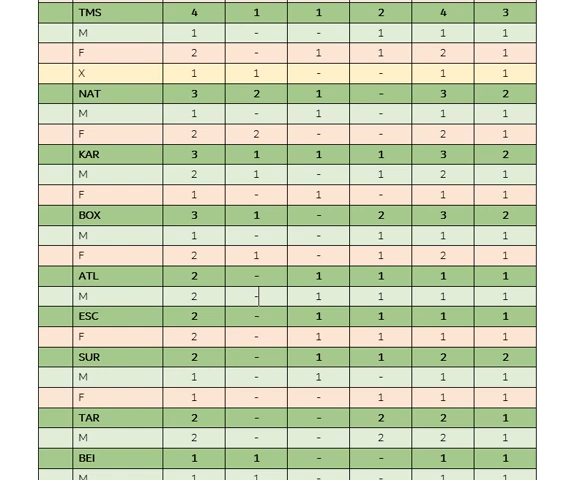 TMS 4 1 1 2 4 3
M 1 - - 1 1 1
F 2 - 1 1 2 1
X 1 1 - - 1 1
NAT 3 2 1 - 3 2
M 1 - 1 - 1 1
F 2 2 - - 2 1
KAR 3 1 1 1 3 2
M 2 1 - 1 2 1
F 1 - 1 - 1 1
BOX 3 1 - 2 3 2
M 1 - - 1 1 1
F 2 1 - 1 2 1
ATL 2 - 1 1 1 1
M 2 - 1 1 1 1
ESC 2 - 1 1 1 1
F 2 - 1 1 1 1
SUR 2 - 1 1 2 2
M 1 - 1 - 1 1
F 1 - - 1 1 1
TAR 2 - - 2 2 1
M 2 - - 2 2 1
BEI 1 1 - - 1 1
M 1 1 - - 1 1